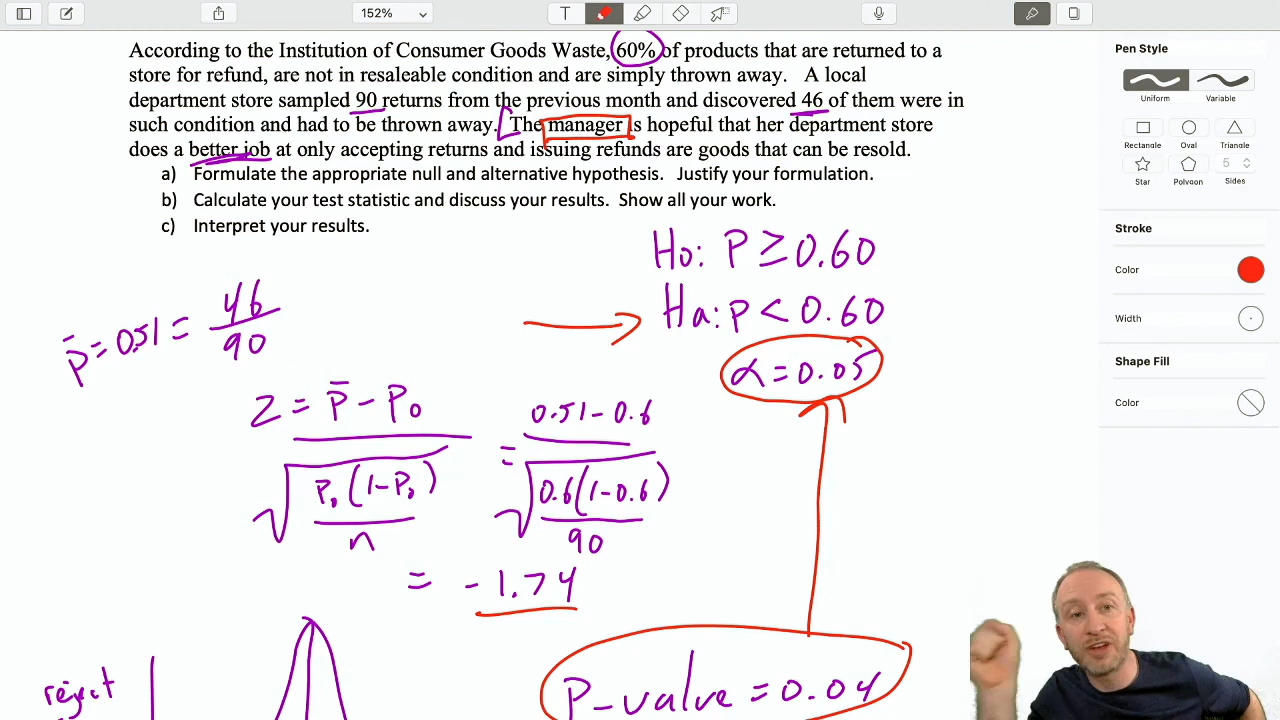 152%
T
According to the Institution of Consumer Goods Waste, 60% of products that are returned to a
store for refund, are not in resaleable condition and are simply thrown away. A local
department store sampled 90 returns from the previous month and discovered 46 of them were in
such condition and had to be thrown away. The manager is hopeful that her department store
does a better job at only accepting returns and issuing refunds are goods that can be resold.
a) Formulate the appropriate null and alternative hypothesis. Justify your formulation.
b) Calculate your test statistic and discuss your results. Show all your work.
c) Interpret your results.
Ho: P ≥ 0.60
Ha: p < 0.60
α = 0.05
p̄ = 0.51 = 46
90
Z = p̄ - P₀
√ P₀ (1-P₀)
n
= 0.51 - 0.6
√ 0.6(1-0.6)
90
= -1.74
reject
P-value = 0.04
Pen Style
Uniform
Variable
Rectangle
Oval
Triangle
Star
Polygon
5
Sides
Stroke
Color
Width
Shape Fill
Color